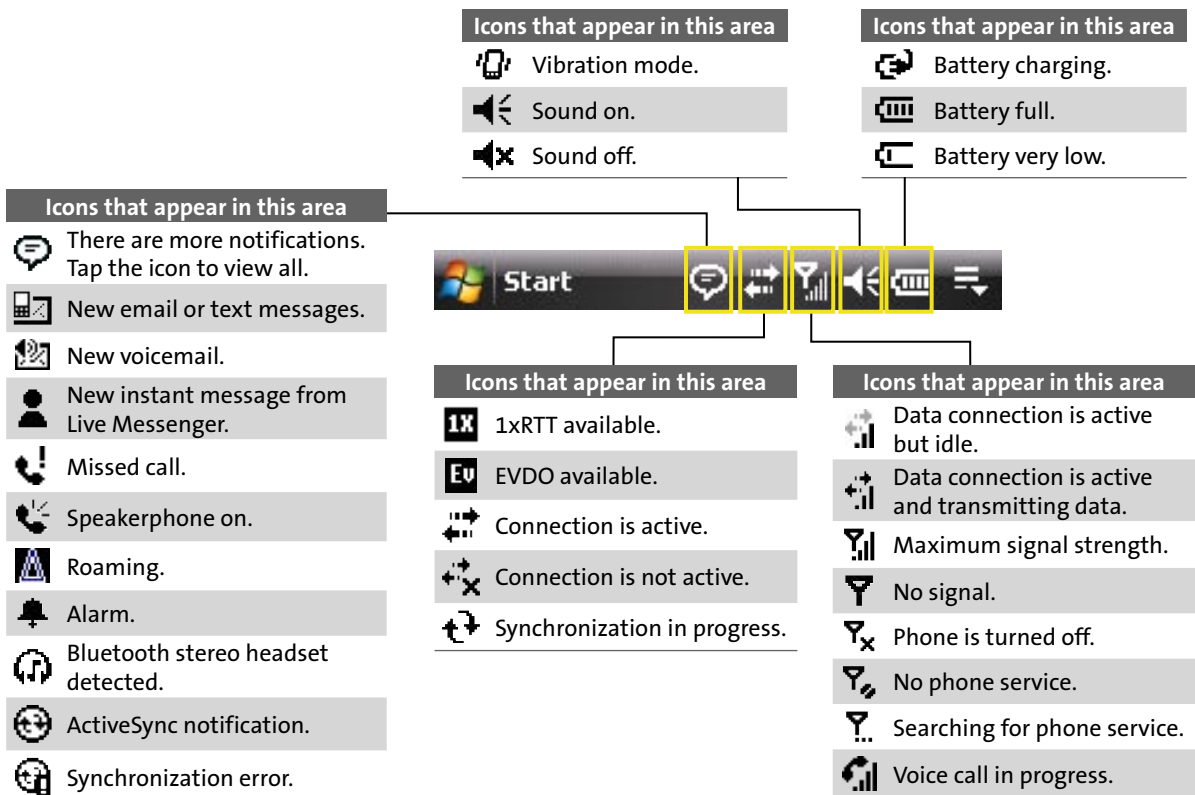 Icons that appear in this area
Vibration mode.
Sound on.
Sound off.
Icons that appear in this area
Battery charging.
Battery full.
Battery very low.
Icons that appear in this area
There are more notifications.
Tap the icon to view all.
New email or text messages.
New voicemail.
New instant message from
Live Messenger.
Missed call.
Speakerphone on.
Roaming.
Alarm.
Bluetooth stereo headset
detected.
ActiveSync notification.
Synchronization error.
Start
Icons that appear in this area
1X 1xRTT available.
Ev EVDO available.
Connection is active.
Connection is not active.
Synchronization in progress.
Icons that appear in this area
Data connection is active
but idle.
Data connection is active
and transmitting data.
Maximum signal strength.
No signal.
Phone is turned off.
No phone service.
Searching for phone service.
Voice call in progress.